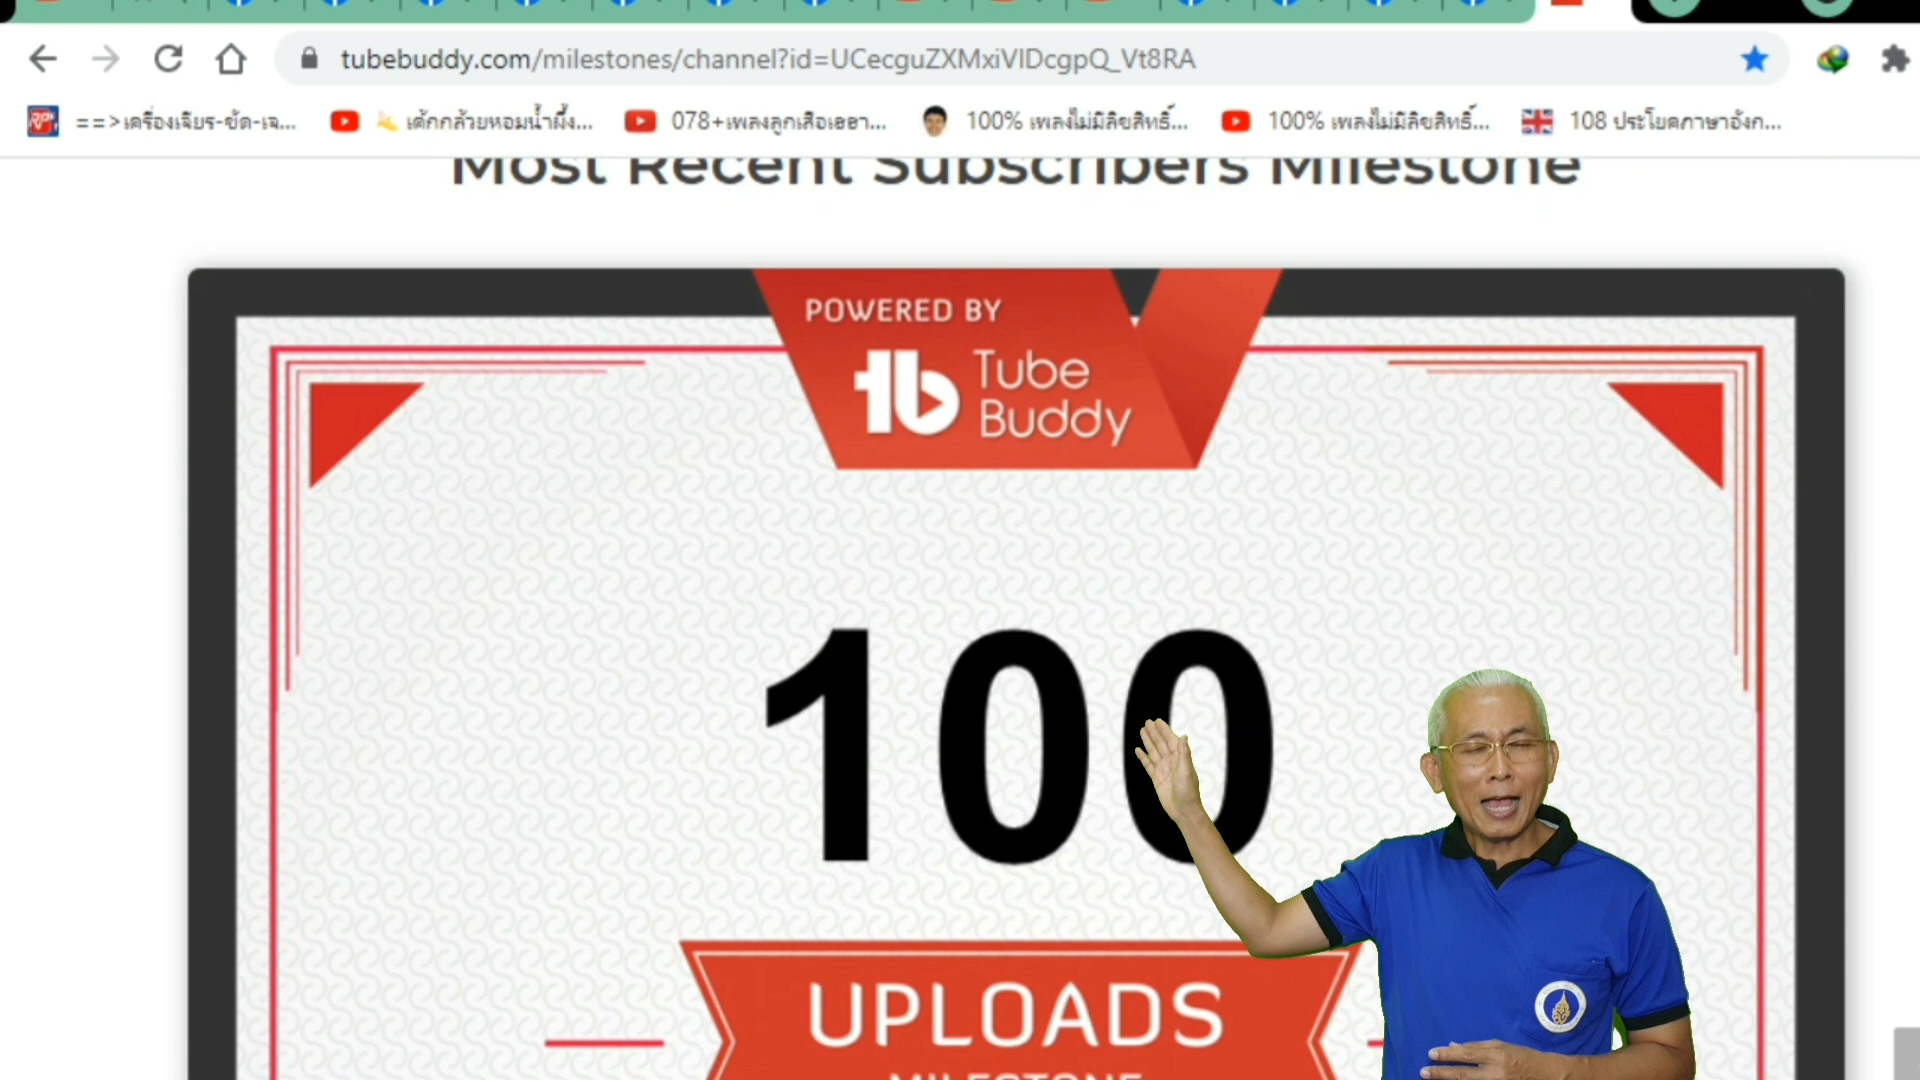 tubebuddy.com/milestones/channel?id=UCecguZXMxiVIDcgpQ_Vt8RA
==>เครื่องเจียร-ขัด-เจ...
เค้กกล้วยหอมน้ำผึ้ง...
078+เพลงลูกเสือเฮฮา...
100% เพลงไม่มีลิขสิทธิ์...
100% เพลงไม่มีลิขสิทธิ์...
108 ประโยคภาษาอังก...
Most Recent Subscribers Milestone
POWERED BY
Tube
Buddy
100
UPLOADS
MILESTONE